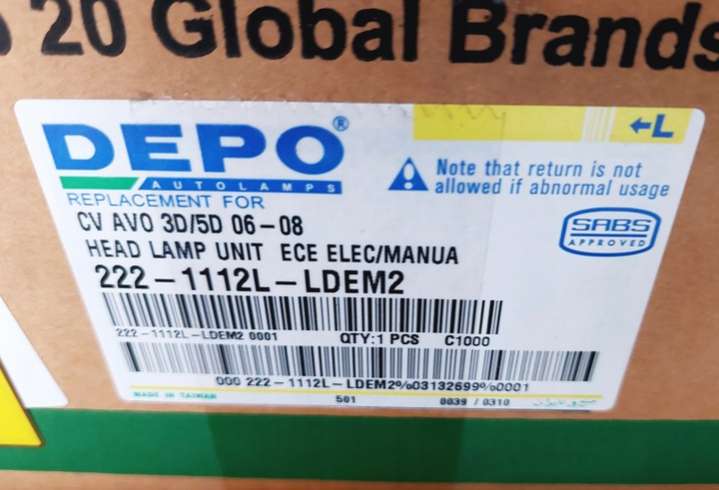 20 Global Brands
←L
DEPO®
AUTOLAMPS
REPLACEMENT FOR
Note that return is not
allowed if abnormal usage
CV AVO 3D/5D 06-08
HEAD LAMP UNIT ECE ELEC/MANUA
SABS
APPROVED
222-1112L-LDEM2
222-1112L-LDEM2 0001 QTY:1 PCS C1000
000 222-1112L-LDEM2%03132699%0001
MADE IN TAIWAN 501 0039 / 0310